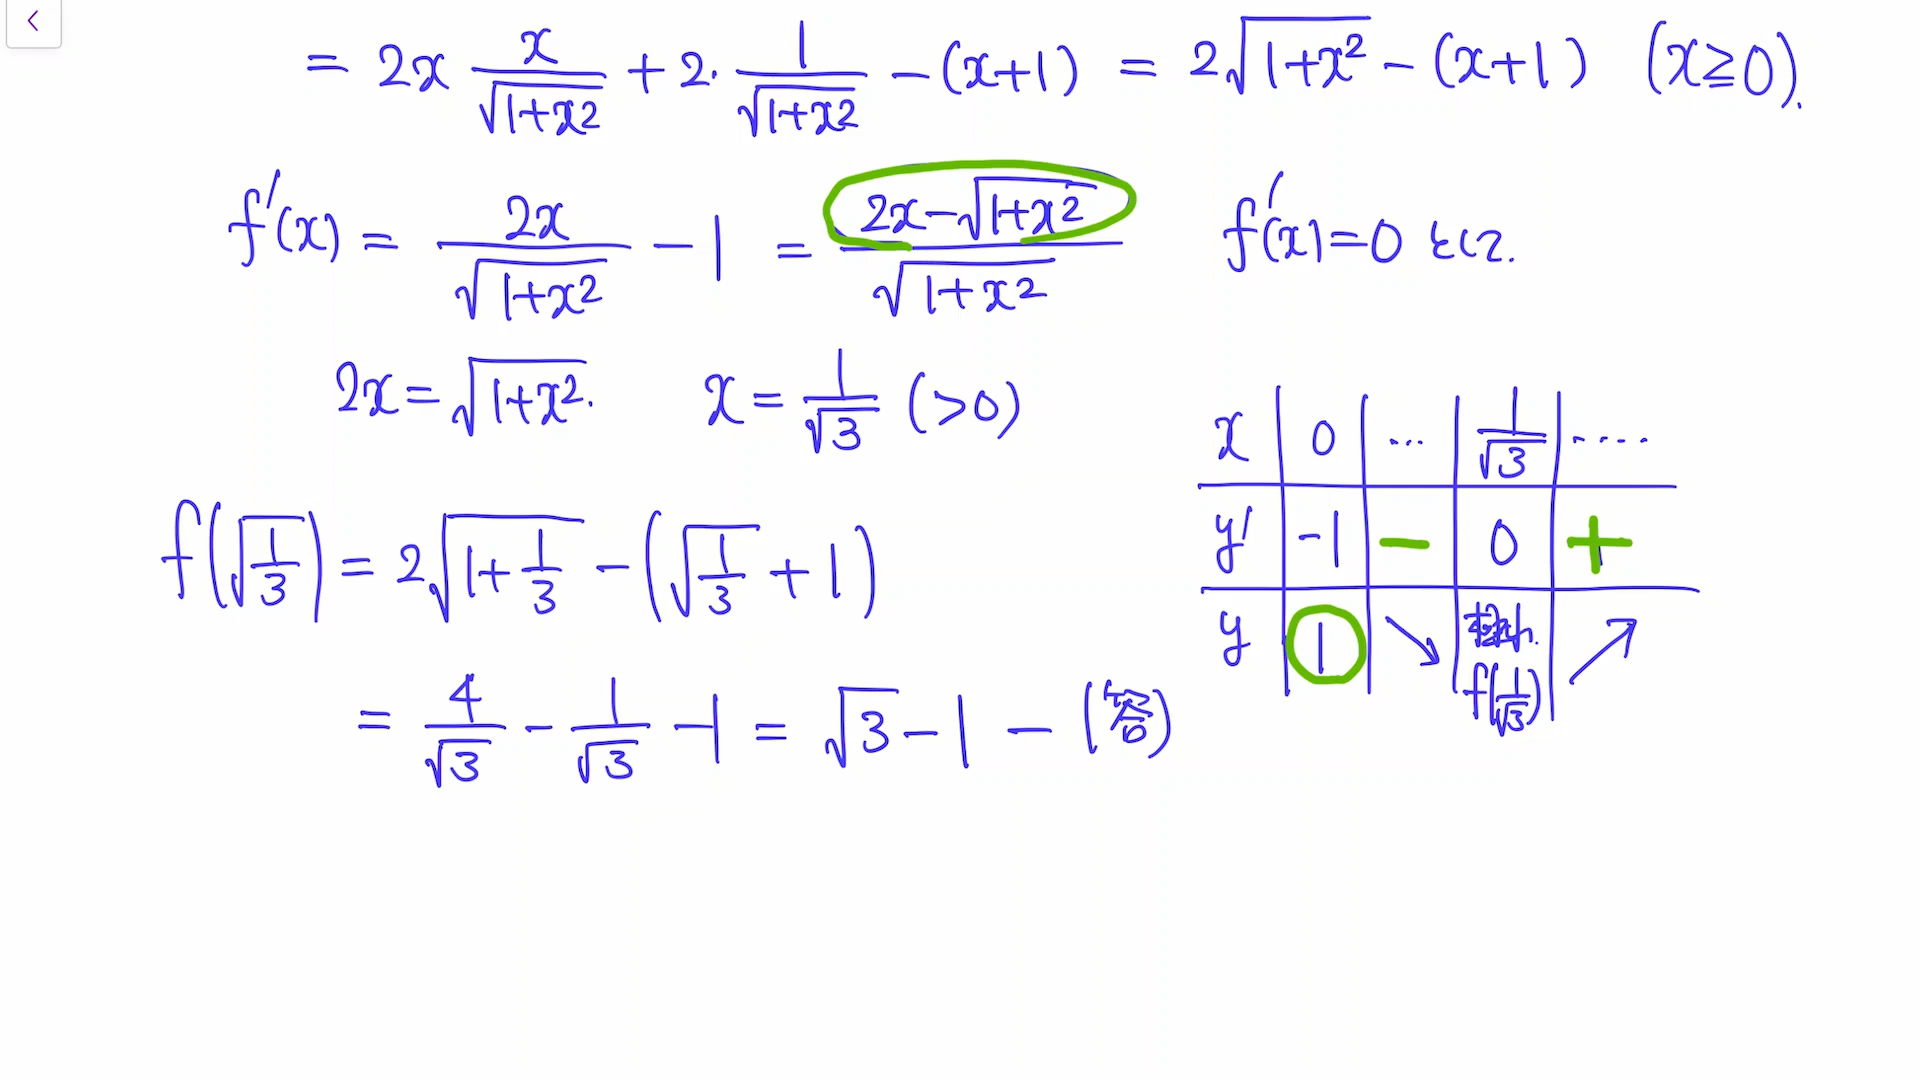 = 2x x/√(1+x²) + 2· 1/√(1+x²) − (x+1) = 2√(1+x²) − (x+1) (x≧0).
f'(x) = 2x/√(1+x²) − 1 = (2x−√(1+x²))/√(1+x²) f'(x)=0 として.
2x = √(1+x²). x = 1/√3 (>0)
f(√(1/3)) = 2√(1+1/3) − (√(1/3) + 1)
= 4/√3 − 1/√3 − 1 = √3 − 1 — (答)
x 0 ... 1/√3 .....
y' -1 − 0 +
y 1 ↘ f(1/√3) ↗